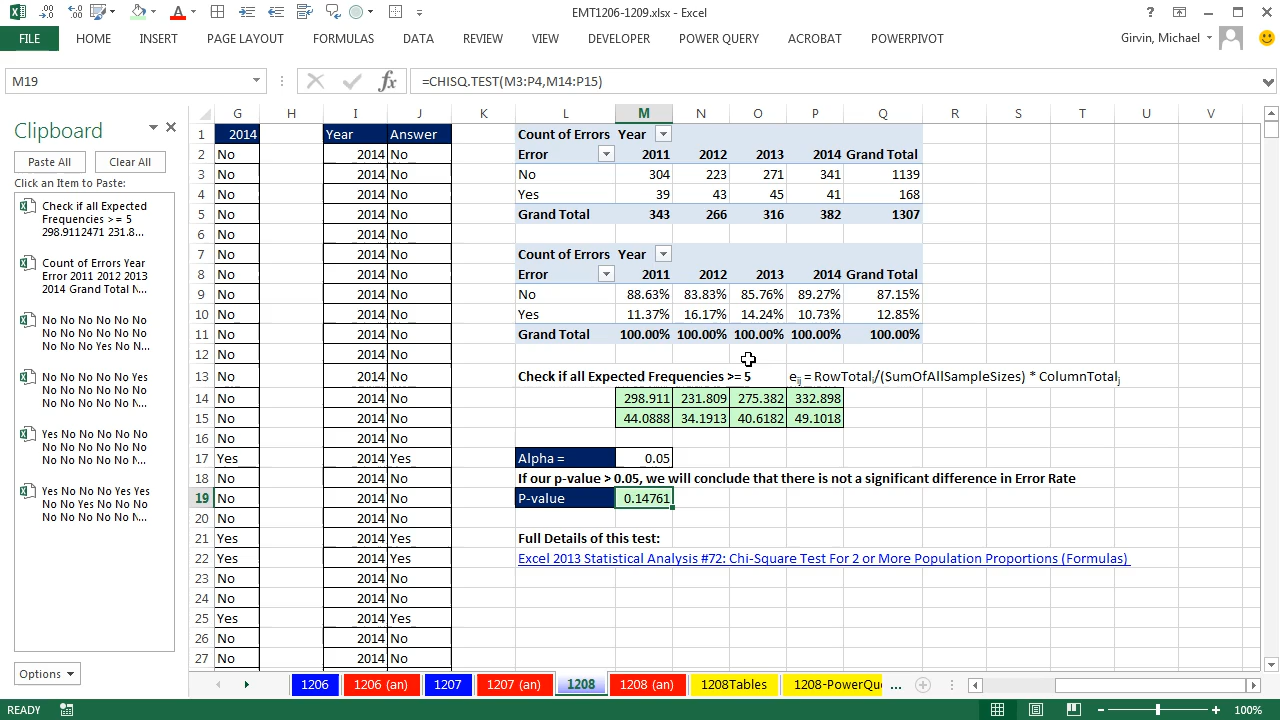 EMT1206-1209.xlsx - Excel
FILE HOME INSERT PAGE LAYOUT FORMULAS DATA REVIEW VIEW DEVELOPER POWER QUERY ACROBAT POWERPIVOT Girvin, Michael
M19 fx =CHISQ.TEST(M3:P4,M14:P15)
Clipboard
Paste All Clear All
Click an Item to Paste:
Check if all Expected
Frequencies >= 5
298.9112471 231.8...
Count of Errors Year
Error 2011 2012 2013
2014 Grand Total N...
No No No No No No
No No No No No No
No No No Yes No N...
No No No No No Yes
No No No No No No
No No No No No N...
Yes No No No No No
No No No No No No
No No No No No N...
Yes No No No Yes Yes
No No Yes No No No
No No No No No N...
Options
G H I J K L M N O P Q R S T U V
1 2014 Year Answer Count of Errors Year
2 No 2014 No Error 2011 2012 2013 2014 Grand Total
3 No 2014 No No 304 223 271 341 1139
4 No 2014 No Yes 39 43 45 41 168
5 No 2014 No Grand Total 343 266 316 382 1307
6 No 2014 No
7 No 2014 No Count of Errors Year
8 No 2014 No Error 2011 2012 2013 2014 Grand Total
9 No 2014 No No 88.63% 83.83% 85.76% 89.27% 87.15%
10 No 2014 No Yes 11.37% 16.17% 14.24% 10.73% 12.85%
11 No 2014 No Grand Total 100.00% 100.00% 100.00% 100.00% 100.00%
12 No 2014 No
13 No 2014 No Check if all Expected Frequencies >= 5 eij = RowTotali/(SumOfAllSampleSizes) * ColumnTotalj
14 No 2014 No 298.911 231.809 275.382 332.898
15 No 2014 No 44.0888 34.1913 40.6182 49.1018
16 No 2014 No
17 Yes 2014 Yes Alpha = 0.05
18 No 2014 No If our p-value > 0.05, we will conclude that there is not a significant difference in Error Rate
19 No 2014 No P-value 0.14761
20 No 2014 No
21 Yes 2014 Yes Full Details of this test:
22 Yes 2014 Yes Excel 2013 Statistical Analysis #72: Chi-Square Test For 2 or More Population Proportions (Formulas)
23 No 2014 No
24 No 2014 No
25 Yes 2014 Yes
26 No 2014 No
27 No 2014 No
1206 1206 (an) 1207 1207 (an) 1208 1208 (an) 1208Tables 1208-PowerQu ...
READY 100%